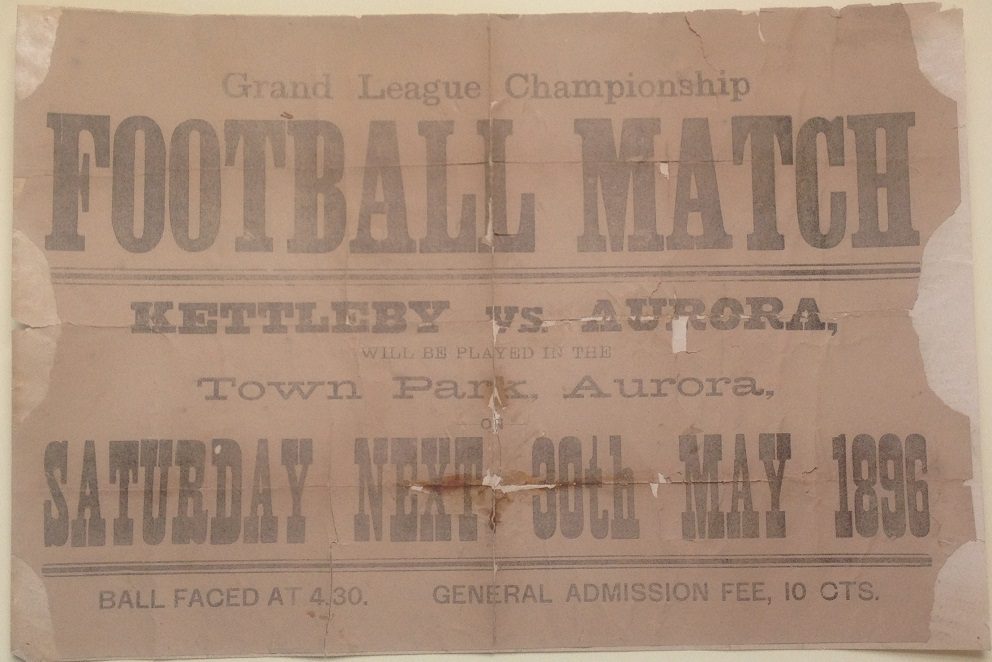 Grand League Championship
FOOTBALL MATCH
KETTLEBY vs. AURORA,
WILL BE PLAYED IN THE
Town Park, Aurora,
ON
SATURDAY NEXT 30th MAY 1896
BALL FACED AT 4.30. GENERAL ADMISSION FEE, 10 CTS.